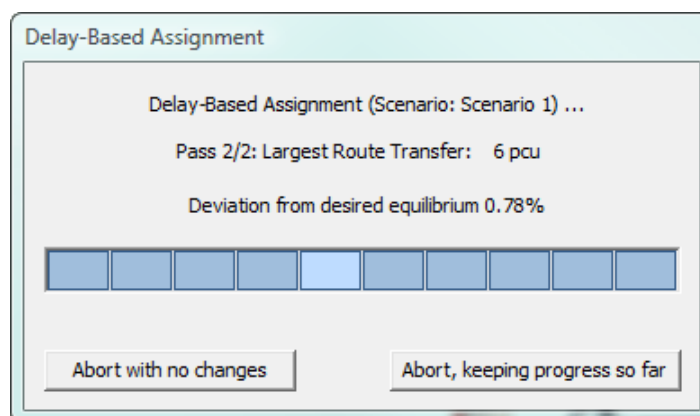 Delay-Based Assignment
Delay-Based Assignment (Scenario: Scenario 1) ...
Pass 2/2: Largest Route Transfer: 6 pcu
Deviation from desired equilibrium 0.78%
Abort with no changes
Abort, keeping progress so far